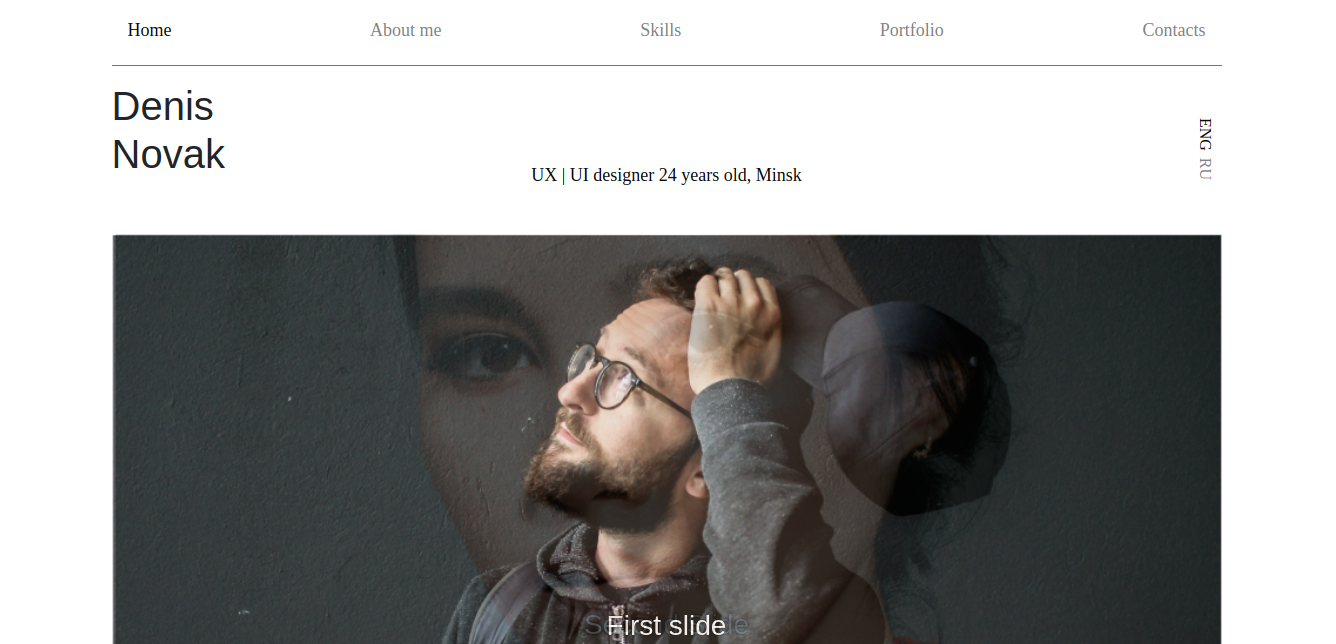 Home
About me
Skills
Portfolio
Contacts
Denis
Novak
UX | UI designer 24 years old, Minsk
ENG RU
First slide